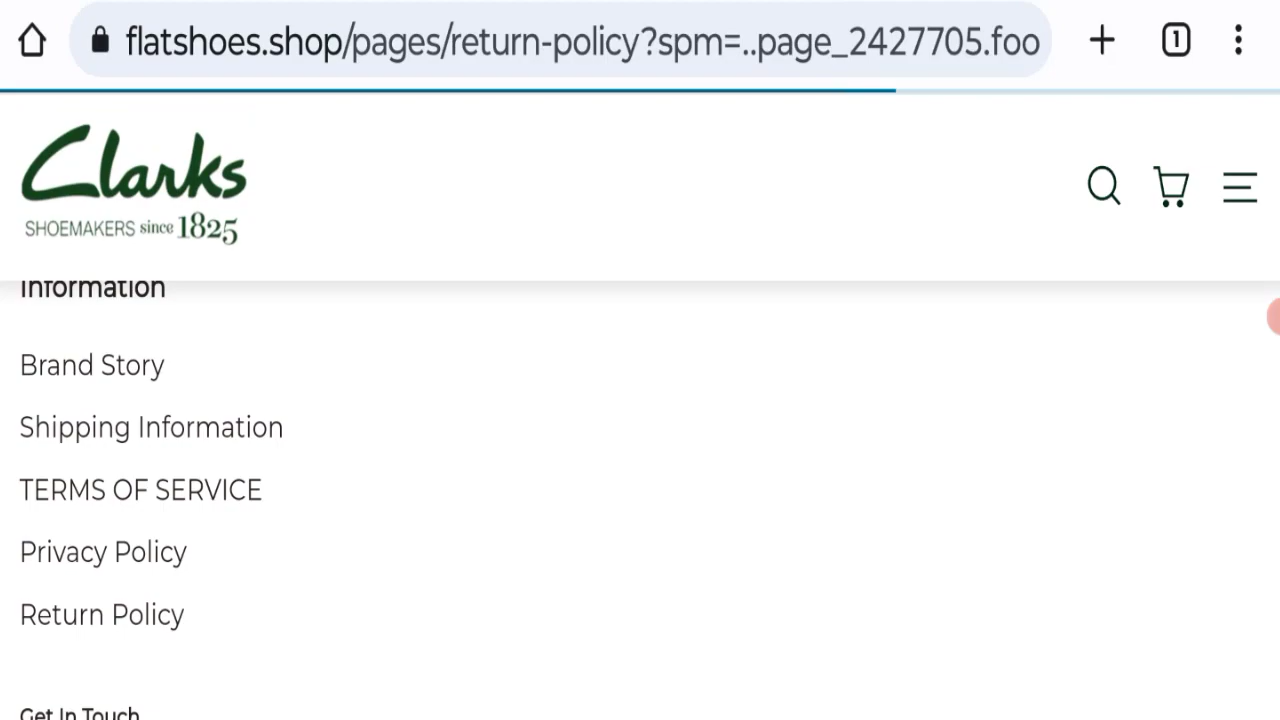 flatshoes.shop/pages/return-policy?spm=..page_2427705.foo
1
Clarks
SHOEMAKERS since 1825
Information
Brand Story
Shipping Information
TERMS OF SERVICE
Privacy Policy
Return Policy
Get In Touch